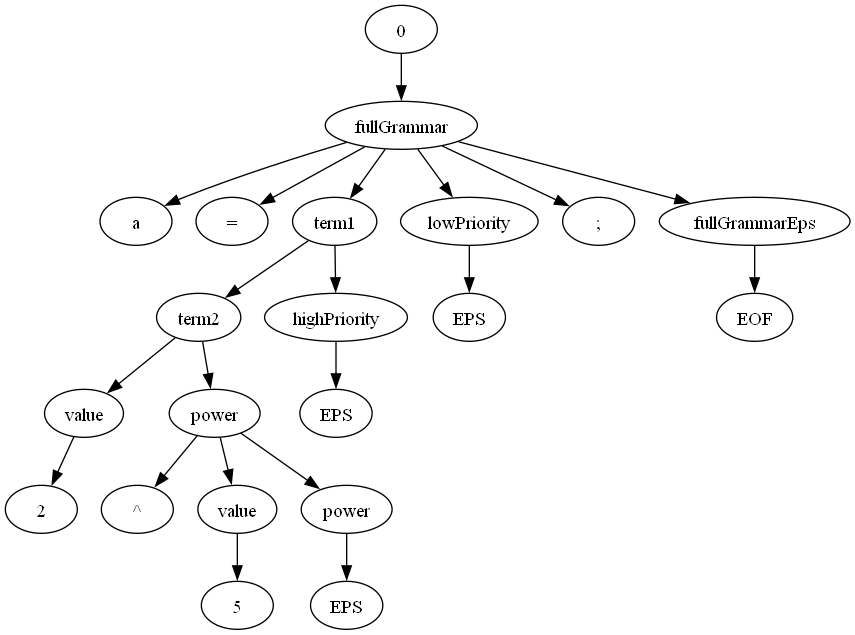 0
fullGrammar
a = term1 lowPriority ; fullGrammarEps
term2 highPriority EPS EOF
value power EPS
2 ^ value power
5 EPS